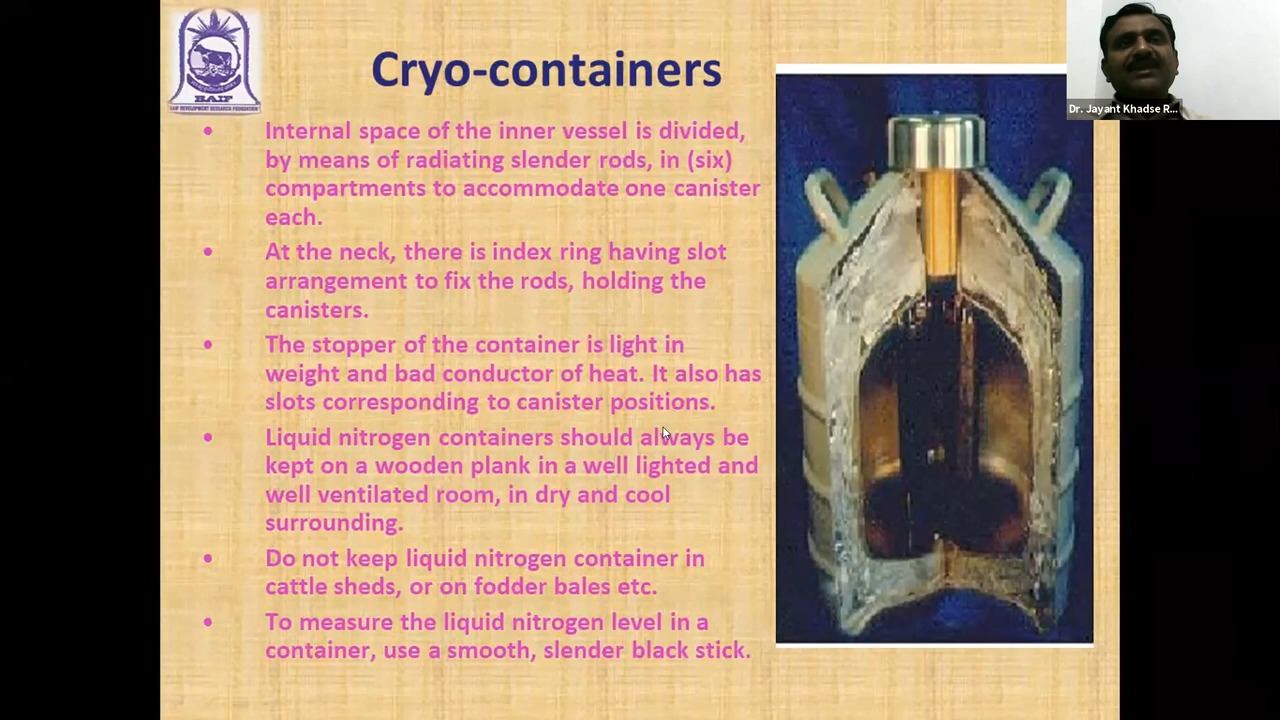 Cryo-containers
BAIF
BAIF DEVELOPMENT RESEARCH FOUNDATION
Dr. Jayant Khadse R...
• Internal space of the inner vessel is divided,
by means of radiating slender rods, in (six)
compartments to accommodate one canister
each.
• At the neck, there is index ring having slot
arrangement to fix the rods, holding the
canisters.
• The stopper of the container is light in
weight and bad conductor of heat. It also has
slots corresponding to canister positions.
• Liquid nitrogen containers should always be
kept on a wooden plank in a well lighted and
well ventilated room, in dry and cool
surrounding.
• Do not keep liquid nitrogen container in
cattle sheds, or on fodder bales etc.
• To measure the liquid nitrogen level in a
container, use a smooth, slender black stick.